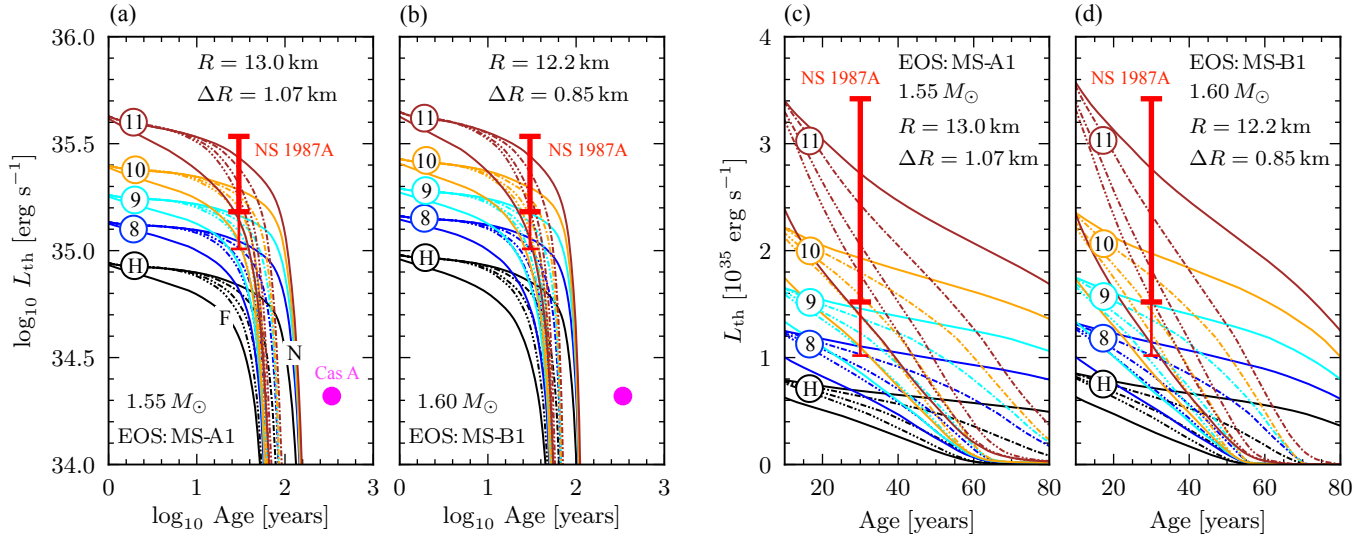 (a)
(b)
(c)
(d)
36.0
35.5
35.0
34.5
34.0
log₁₀ L_th [erg s⁻¹]
R = 13.0 km
ΔR = 1.07 km
11
10
9
8
H
NS 1987A
F
N
Cas A
1.55 M⊙
EOS: MS-A1
0
1
2
3
log₁₀ Age [years]
R = 12.2 km
ΔR = 0.85 km
11
10
9
8
H
NS 1987A
1.60 M⊙
EOS: MS-B1
0
1
2
3
log₁₀ Age [years]
4
3
2
1
0
L_th [10³⁵ erg s⁻¹]
EOS: MS-A1
NS 1987A
1.55 M⊙
R = 13.0 km
ΔR = 1.07 km
11
10
9
8
H
20
40
60
80
Age [years]
EOS: MS-B1
NS 1987A
1.60 M⊙
R = 12.2 km
ΔR = 0.85 km
11
10
9
8
H
20
40
60
80
Age [years]